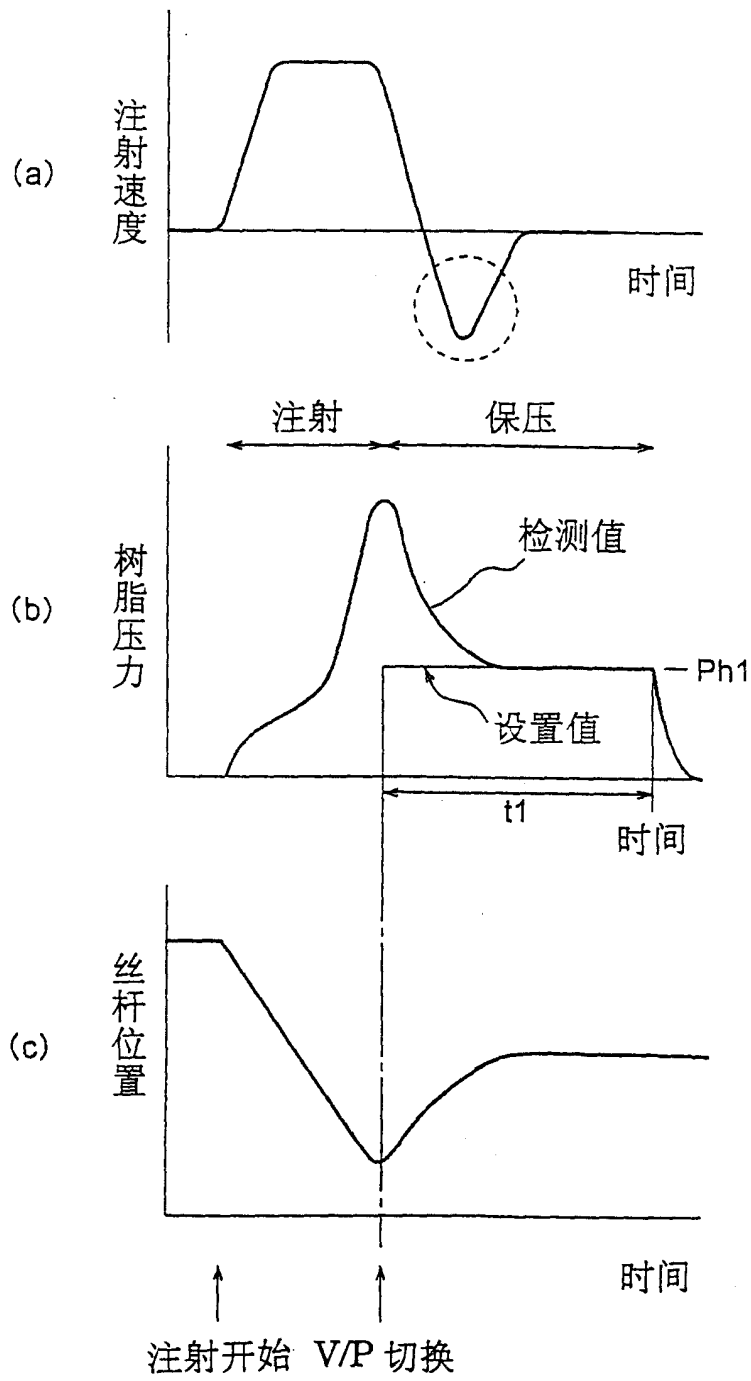 (a)
注射速度
时间
注射
保压
(b)
树脂压力
检测值
Ph1
设置值
t1
时间
(c)
丝杆位置
时间
注射开始 V/P 切换